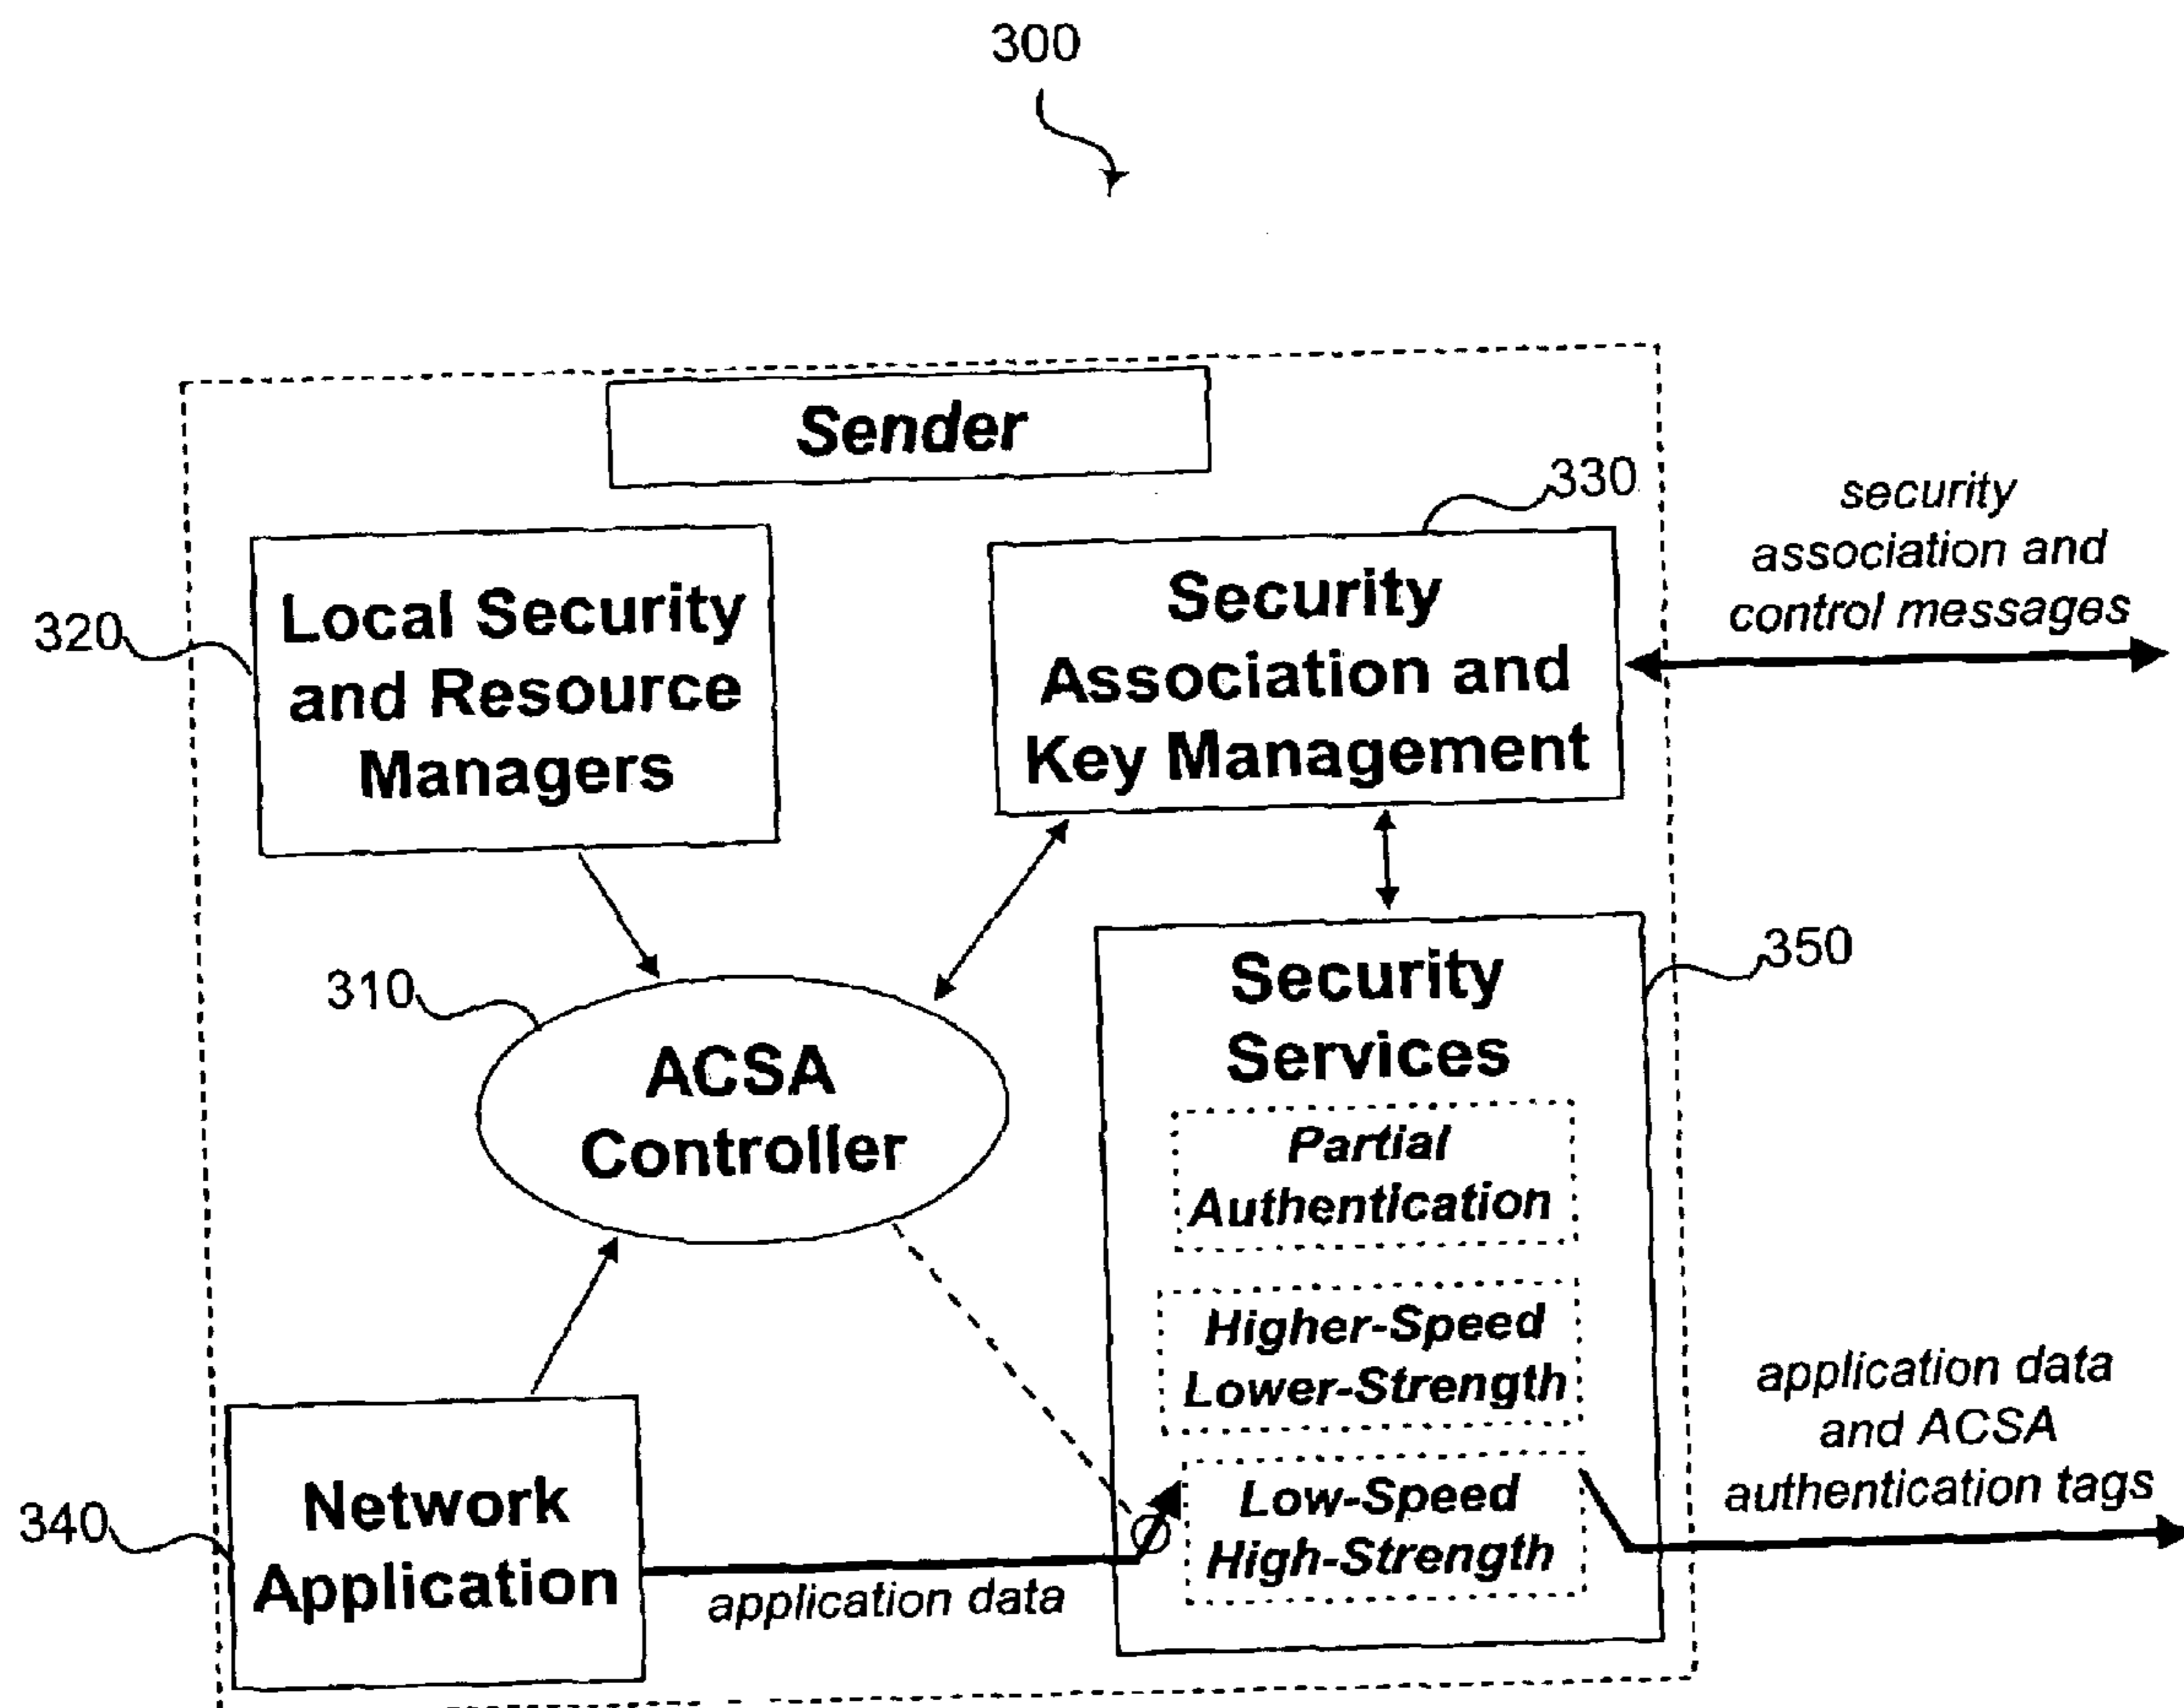 300
Sender
330
security
association and
control messages
320
Local Security
and Resource
Managers
Security
Association and
Key Management
310
ACSA
Controller
350
Security
Services
Partial
Authentication
Higher-Speed
Lower-Strength
Low-Speed
High-Strength
application data
and ACSA
authentication tags
340
Network
Application
application data